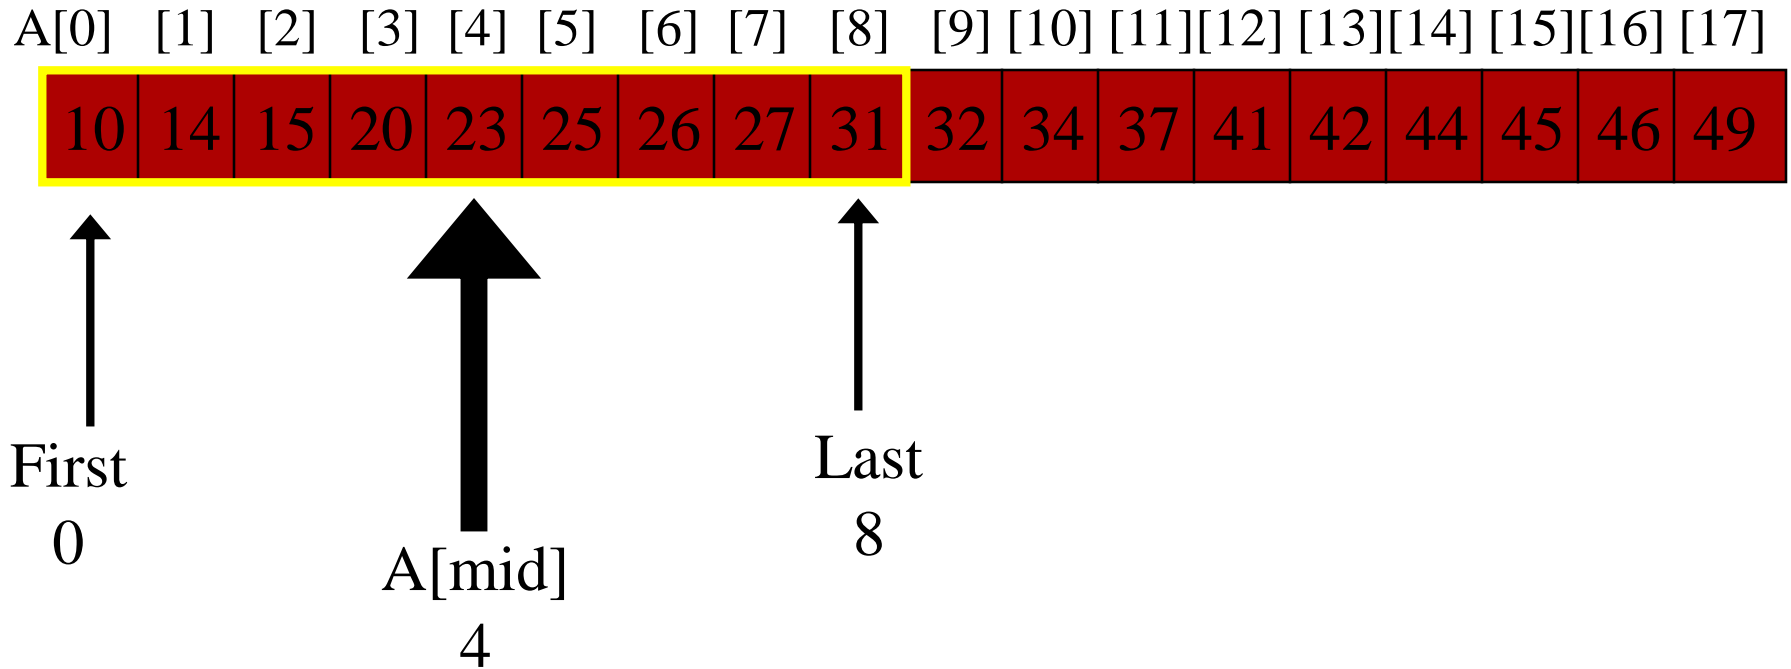 A[0] [1] [2] [3] [4] [5] [6] [7] [8] [9] [10] [11] [12] [13] [14] [15] [16] [17]
10 14 15 20 23 25 26 27 31 32 34 37 41 42 44 45 46 49
First
0
A[mid]
4
Last
8